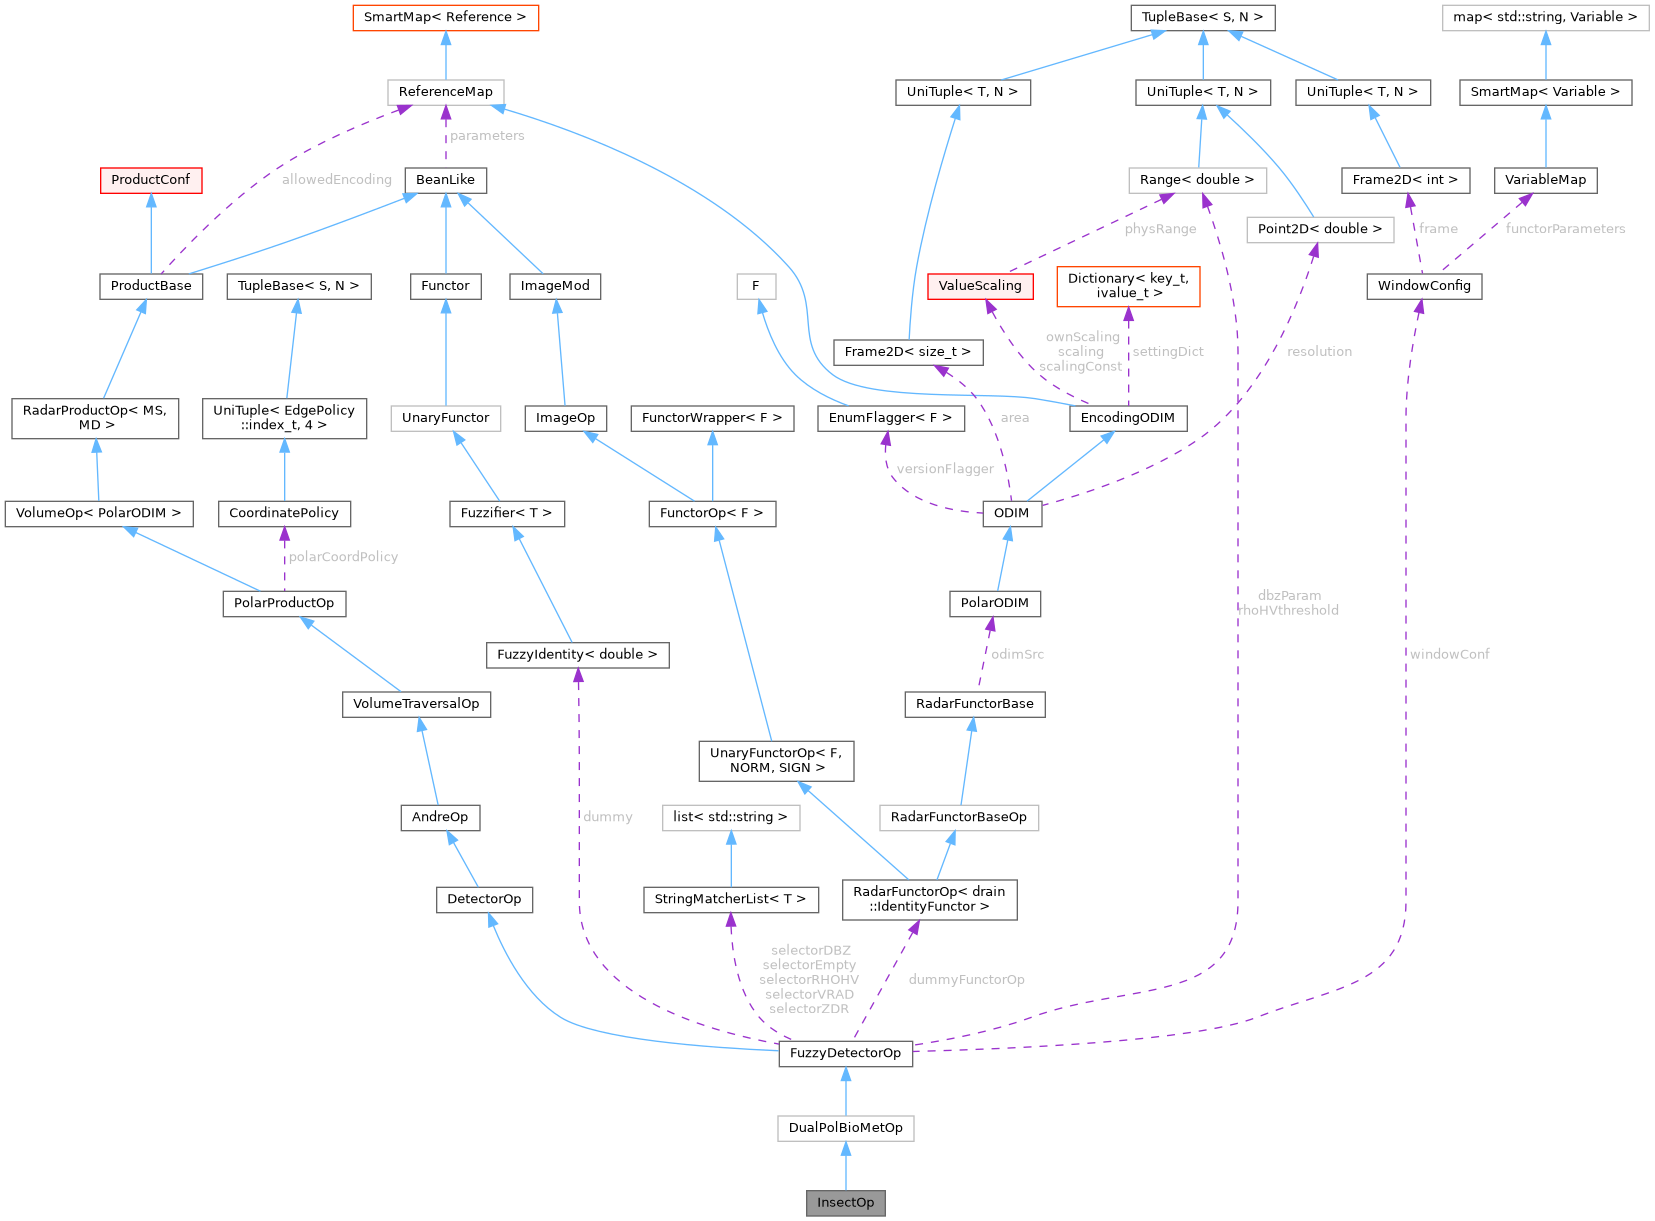 SmartMap< Reference >
TupleBase< S, N >
map< std::string, Variable >
ReferenceMap
UniTuple< T, N >
UniTuple< T, N >
UniTuple< T, N >
SmartMap< Variable >
parameters
ProductConf
allowedEncoding
BeanLike
Range< double >
Frame2D< int >
VariableMap
physRange
Point2D< double >
frame
functorParameters
ProductBase
TupleBase< S, N >
Functor
ImageMod
F
ValueScaling
Dictionary< key_t,
ivalue_t >
WindowConfig
ownScaling
scaling
scalingConst
settingDict
resolution
Frame2D< size_t >
RadarProductOp< MS,
MD >
UniTuple< EdgePolicy
::index_t, 4 >
UnaryFunctor
ImageOp
FunctorWrapper< F >
EnumFlagger< F >
area
EncodingODIM
versionFlagger
VolumeOp< PolarODIM >
CoordinatePolicy
Fuzzifier< T >
FunctorOp< F >
ODIM
polarCoordPolicy
PolarProductOp
PolarODIM
dbzParam
rhoHVthreshold
FuzzyIdentity< double >
odimSrc
windowConf
VolumeTraversalOp
RadarFunctorBase
UnaryFunctorOp< F,
NORM, SIGN >
AndreOp
dummy
list< std::string >
RadarFunctorBaseOp
DetectorOp
StringMatcherList< T >
RadarFunctorOp< drain
::IdentityFunctor >
selectorDBZ
selectorEmpty
selectorRHOHV
selectorVRAD
selectorZDR
dummyFunctorOp
FuzzyDetectorOp
DualPolBioMetOp
InsectOp